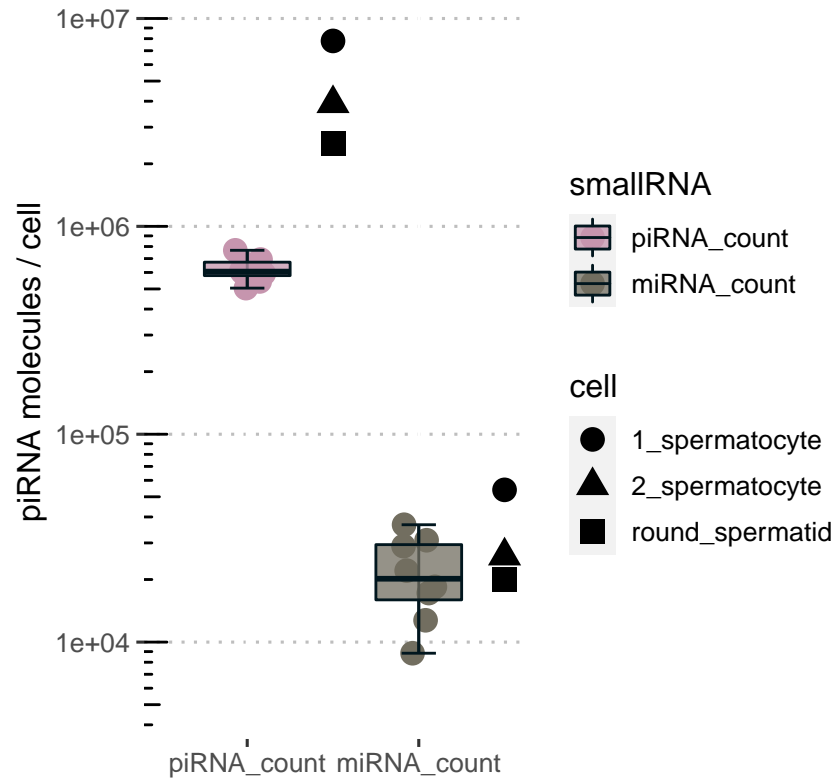 piRNA molecules / cell
1e+07
1e+06
1e+05
1e+04
piRNA_count
miRNA_count
smallRNA
piRNA_count
miRNA_count
cell
1_spermatocyte
2_spermatocyte
round_spermatid